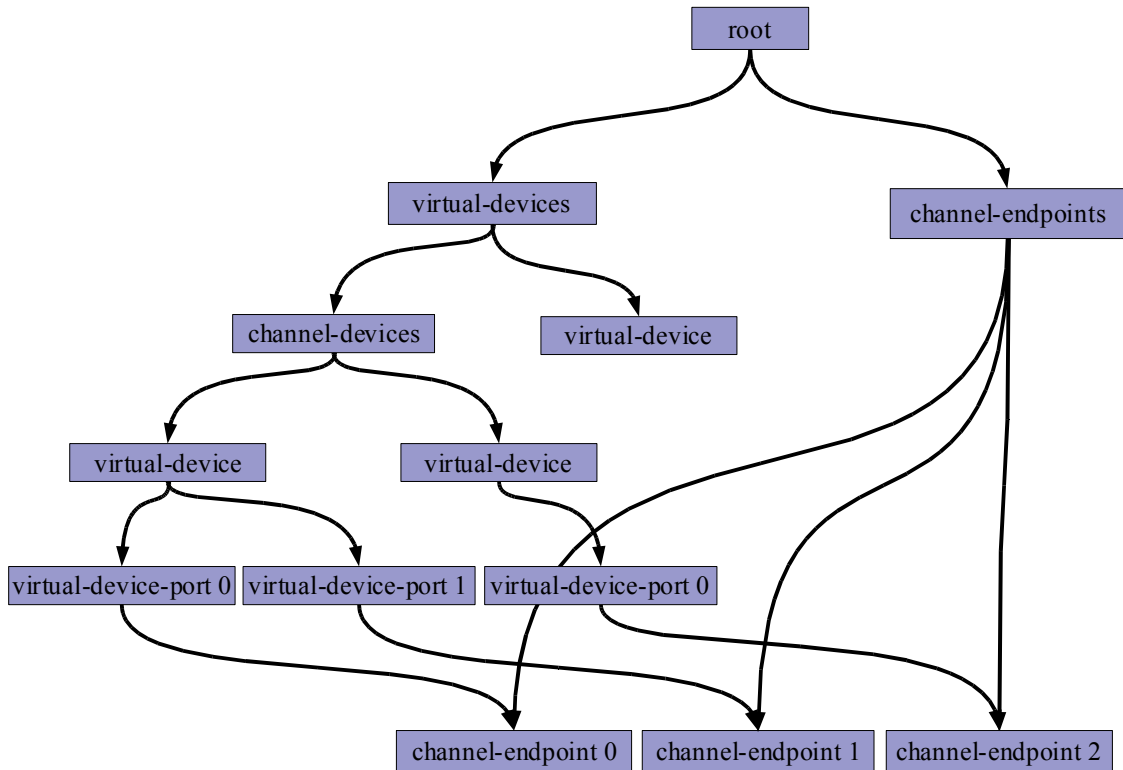 root
virtual-devices
channel-endpoints
channel-devices
virtual-device
virtual-device
virtual-device
virtual-device-port 0
virtual-device-port 1
virtual-device-port 0
channel-endpoint 0
channel-endpoint 1
channel-endpoint 2